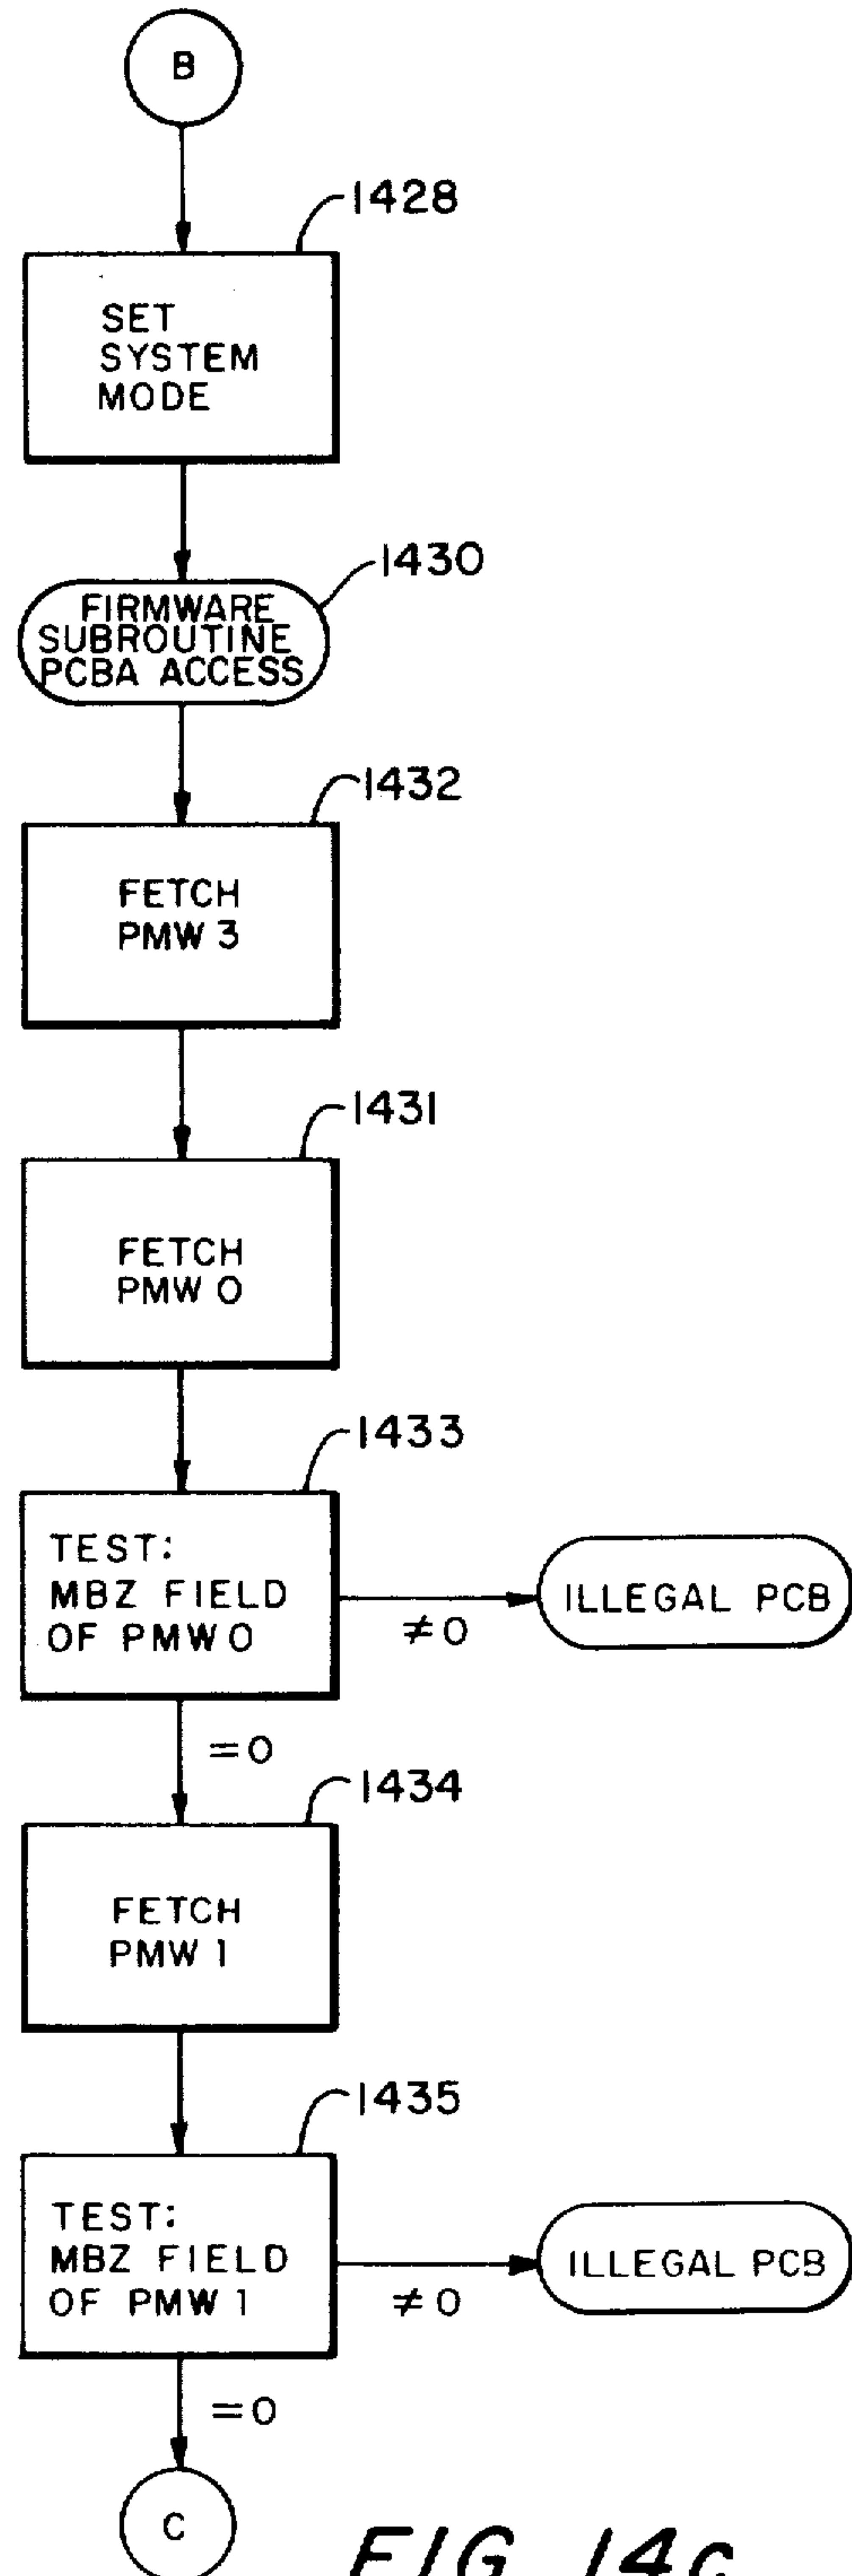 B
1428
SET
SYSTEM
MODE
1430
FIRMWARE
SUBROUTINE
PCBA ACCESS
1432
FETCH
PMW 3
1431
FETCH
PMW 0
1433
TEST:
MBZ FIELD
OF PMW 0
≠0
ILLEGAL PCB
=0
1434
FETCH
PMW 1
1435
TEST:
MBZ FIELD
OF PMW 1
≠0
ILLEGAL PCB
=0
C
FIG. 14c